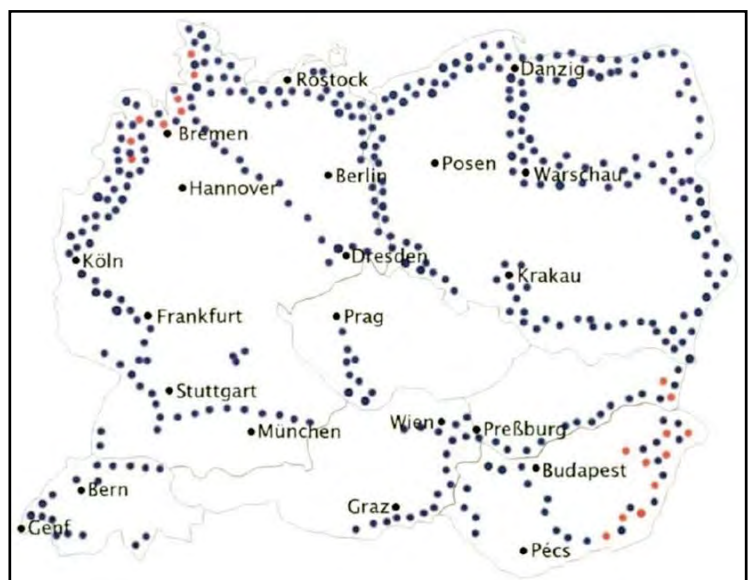 Danzig
Rostock
Bremen
Posen
Berlin
Warschau
Hannover
Dresden
Köln
Krakau
Frankfurt
Prag
Stuttgart
Wien
Preßburg
München
Budapest
Bern
Graz
Genf
Pécs